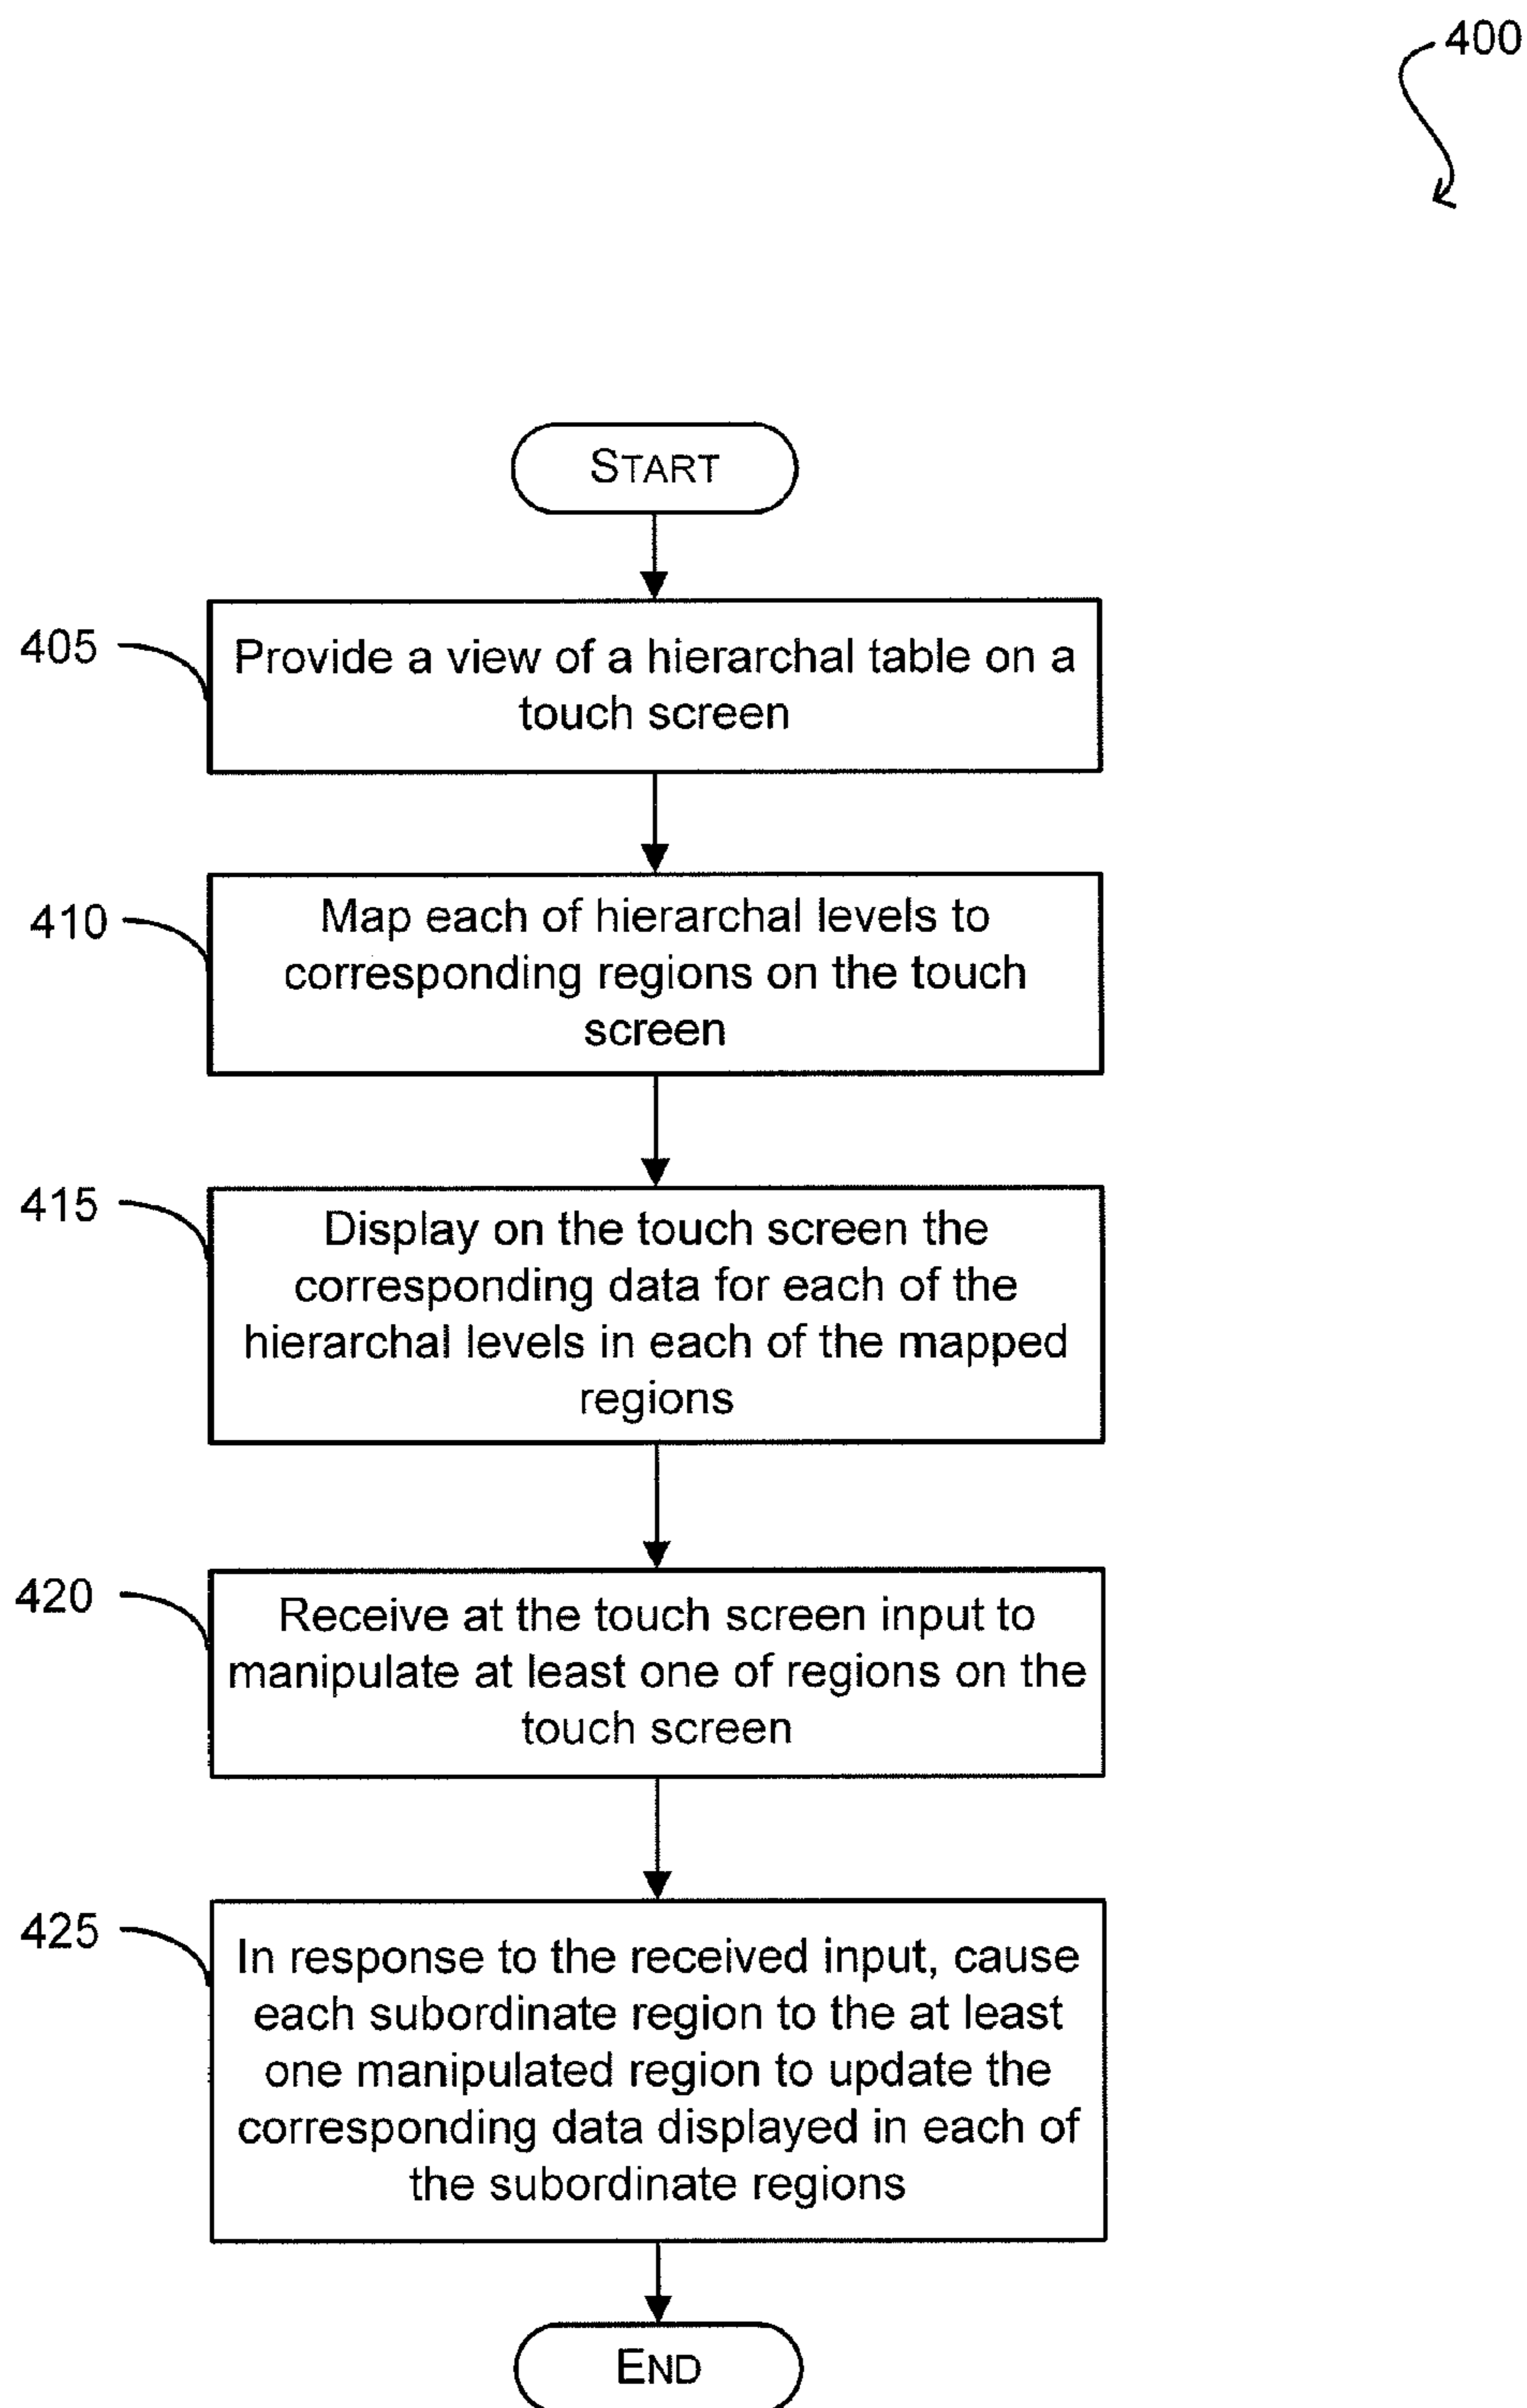 400
START
405
Provide a view of a hierarchal table on a
touch screen
410
Map each of hierarchal levels to
corresponding regions on the touch
screen
415
Display on the touch screen the
corresponding data for each of the
hierarchal levels in each of the mapped
regions
420
Receive at the touch screen input to
manipulate at least one of regions on the
touch screen
425
In response to the received input, cause
each subordinate region to the at least
one manipulated region to update the
corresponding data displayed in each of
the subordinate regions
END